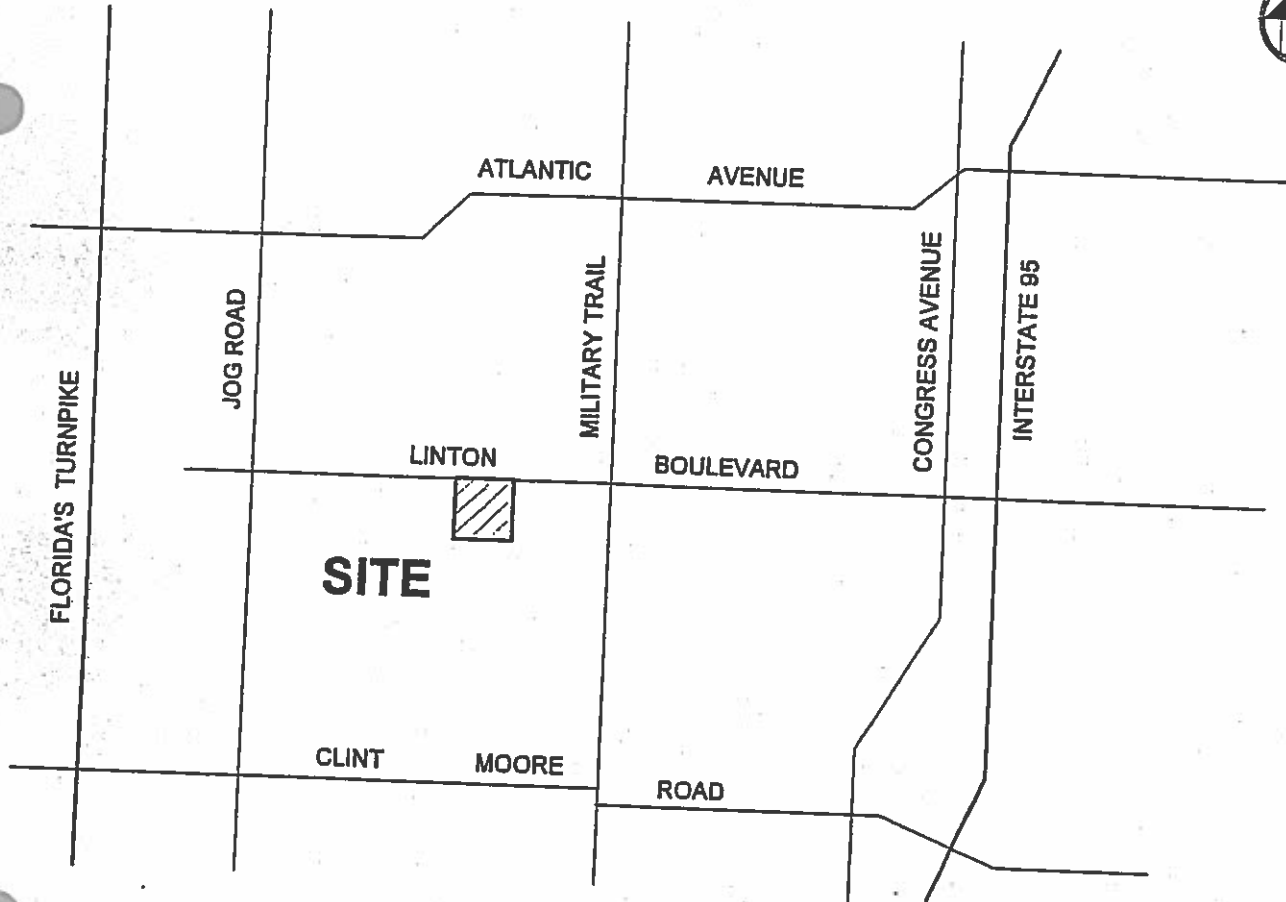 ATLANTIC AVENUE
FLORIDA'S TURNPIKE
JOG ROAD
MILITARY TRAIL
CONGRESS AVENUE
INTERSTATE 95
LINTON BOULEVARD
SITE
CLINT MOORE ROAD